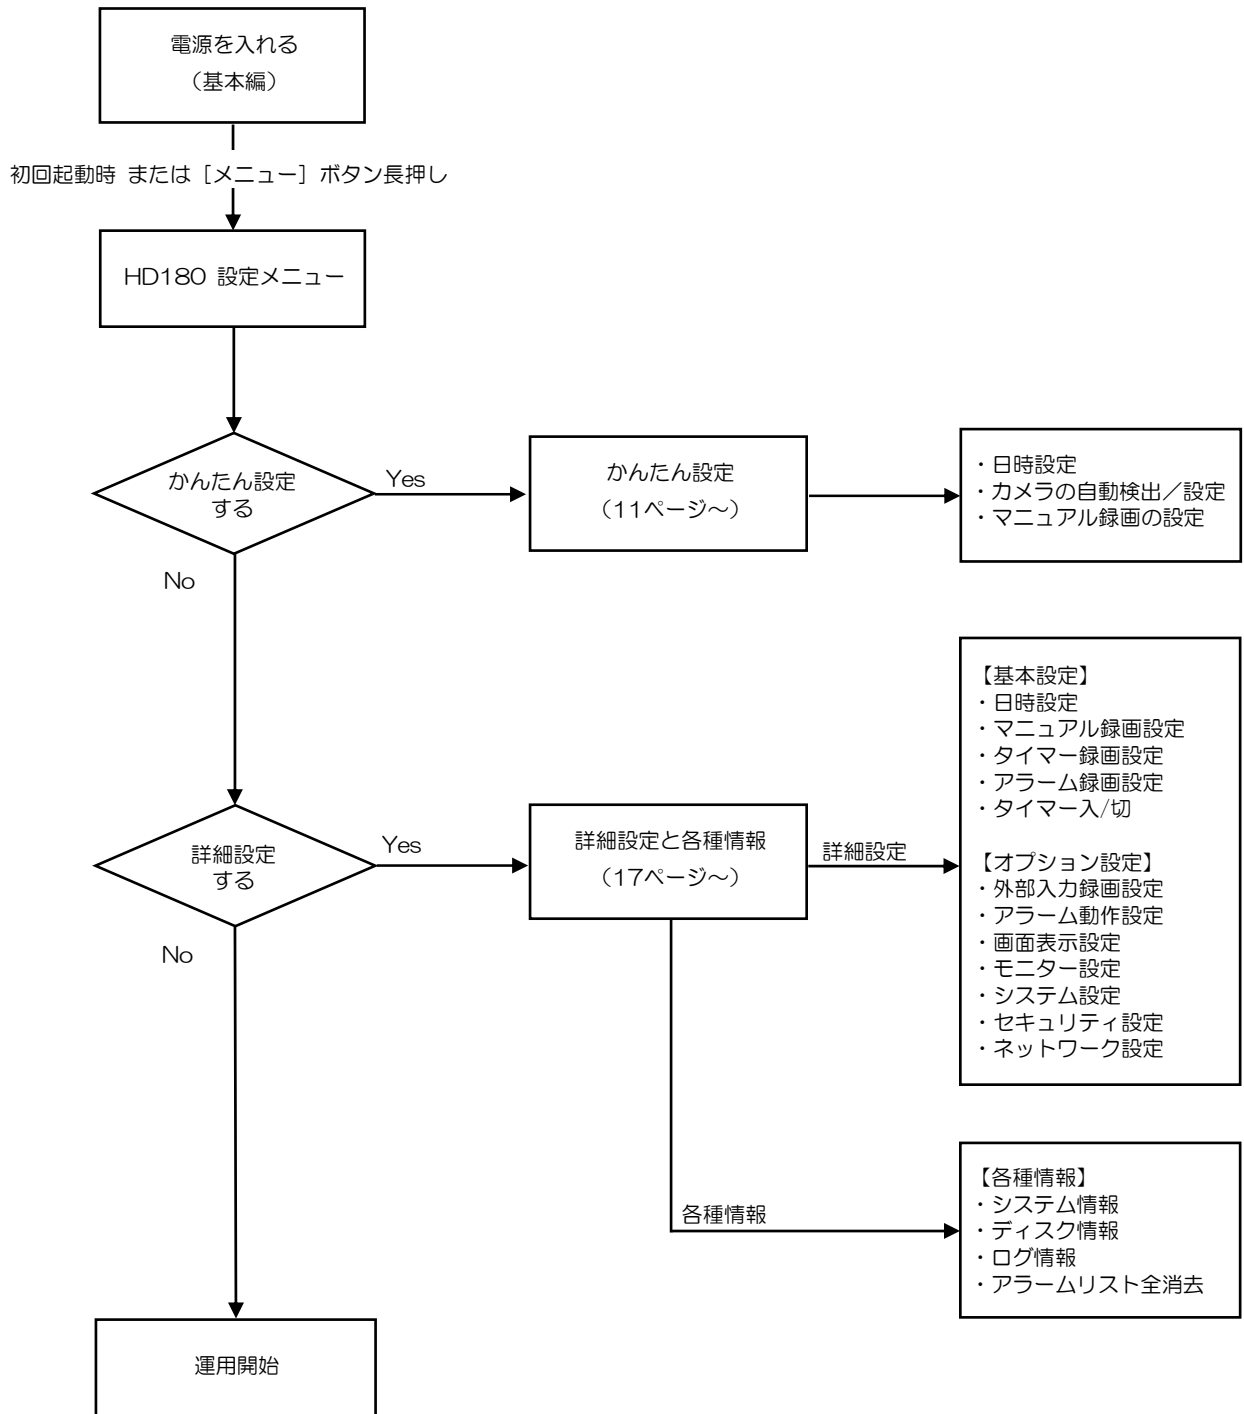 電源を入れる
（基本編）
初回起動時 または［メニュー］ボタン長押し
HD180 設定メニュー
かんたん設定
する
Yes
かんたん設定
（11ページ～）
・日時設定
・カメラの自動検出／設定
・マニュアル録画の設定
No
詳細設定
する
Yes
詳細設定と各種情報
（17ページ～）
詳細設定
【基本設定】
・日時設定
・マニュアル録画設定
・タイマー録画設定
・アラーム録画設定
・タイマー入/切
【オプション設定】
・外部入力録画設定
・アラーム動作設定
・画面表示設定
・モニター設定
・システム設定
・セキュリティ設定
・ネットワーク設定
No
各種情報
【各種情報】
・システム情報
・ディスク情報
・ログ情報
・アラームリスト全消去
運用開始